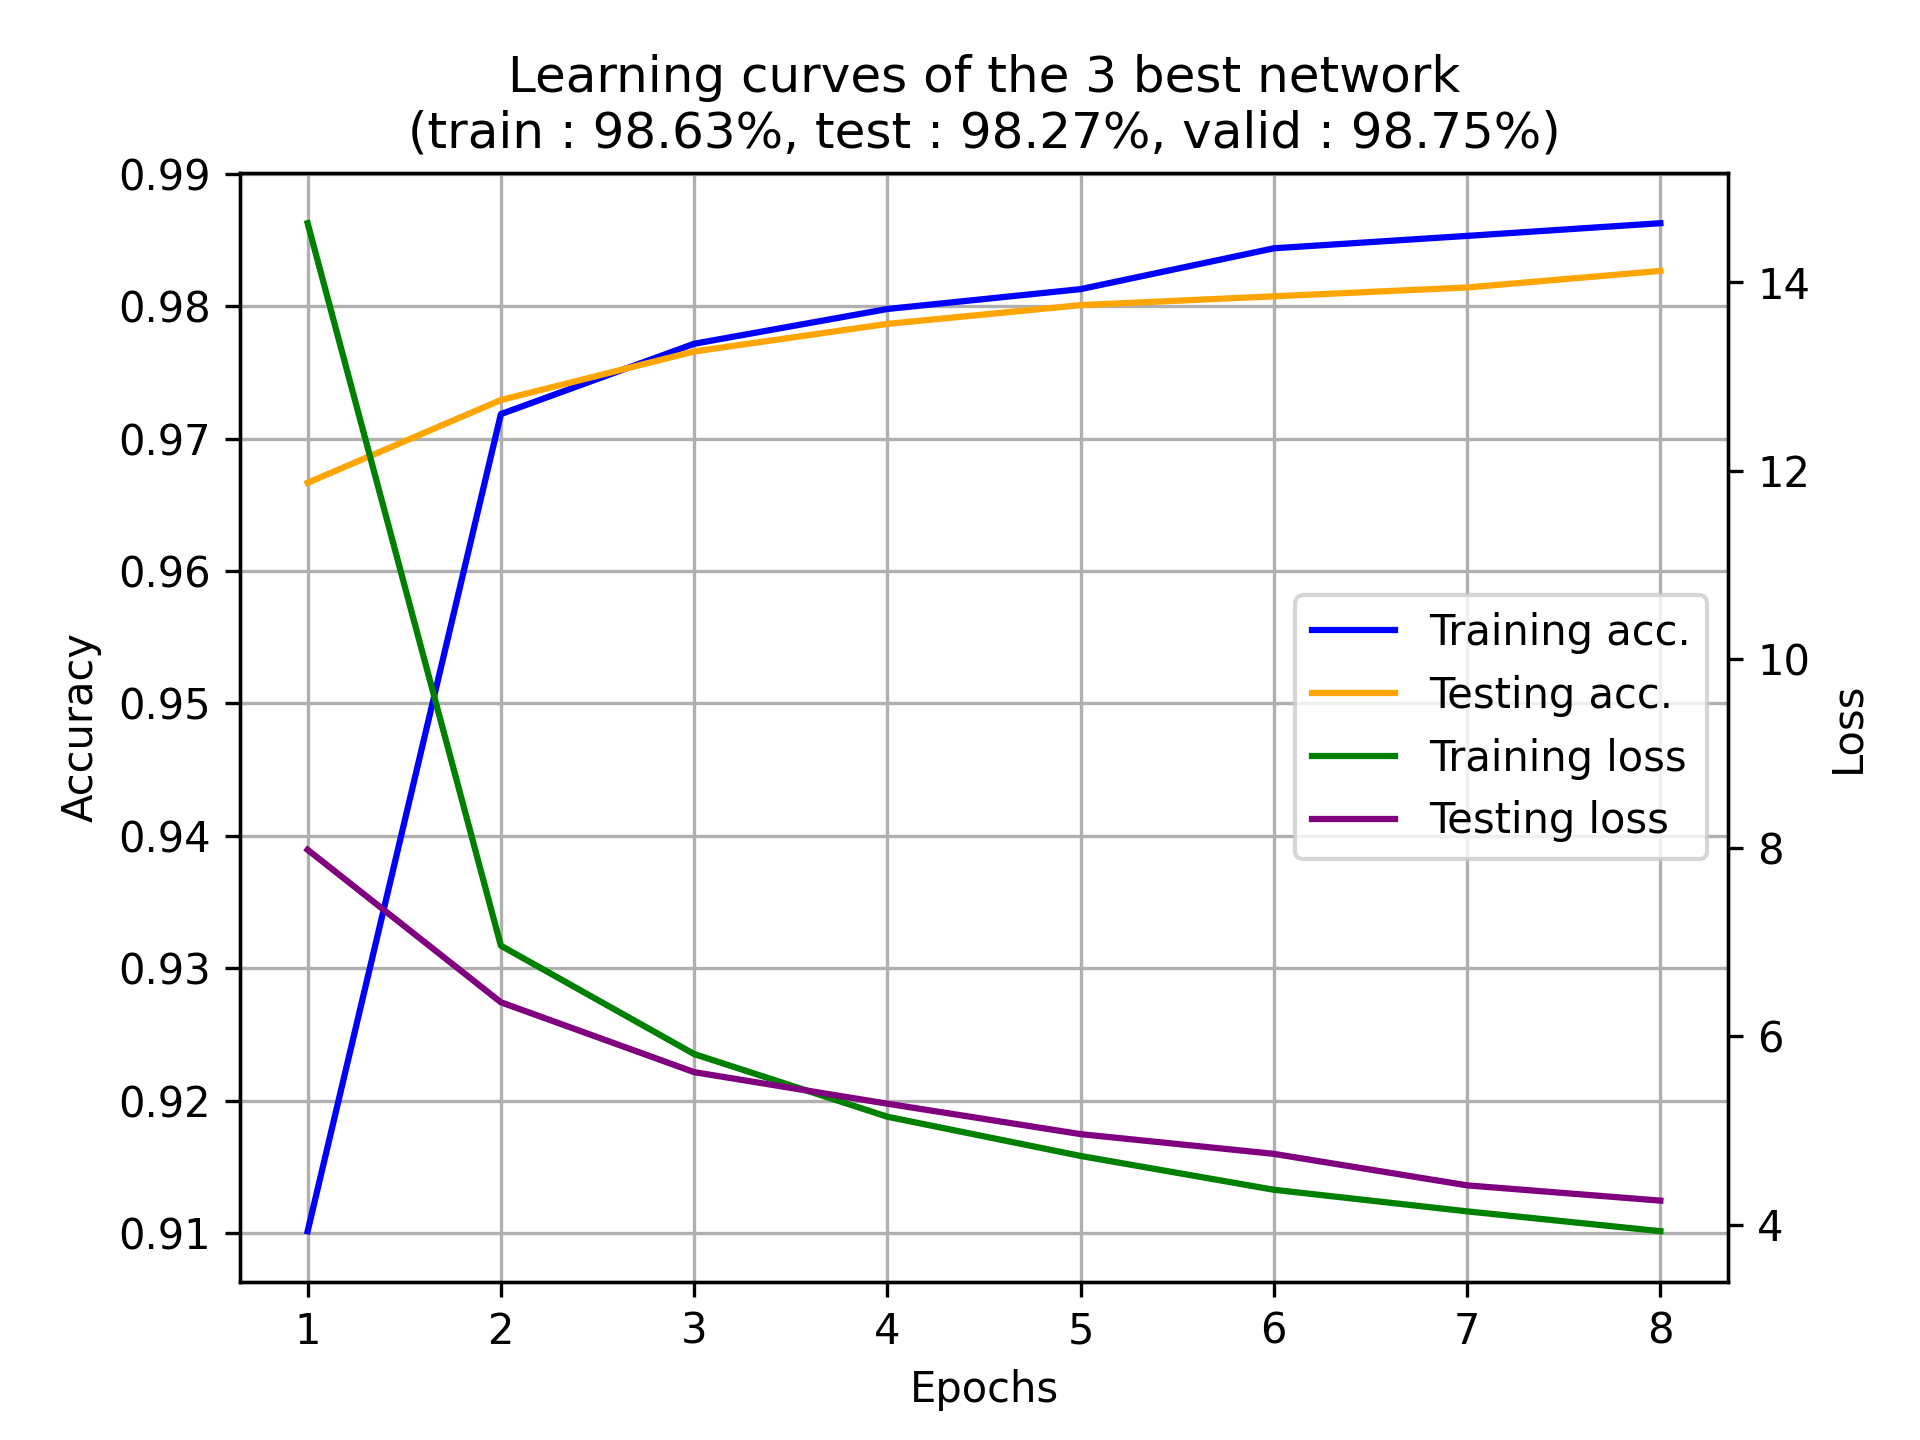 Learning curves of the 3 best network
(train : 98.63%, test : 98.27%, valid : 98.75%)
0.99
0.98
0.97
0.96
0.95
0.94
0.93
0.92
0.91
Accuracy
14
12
10
8
6
4
Loss
Training acc.
Testing acc.
Training loss
Testing loss
1 2 3 4 5 6 7 8
Epochs